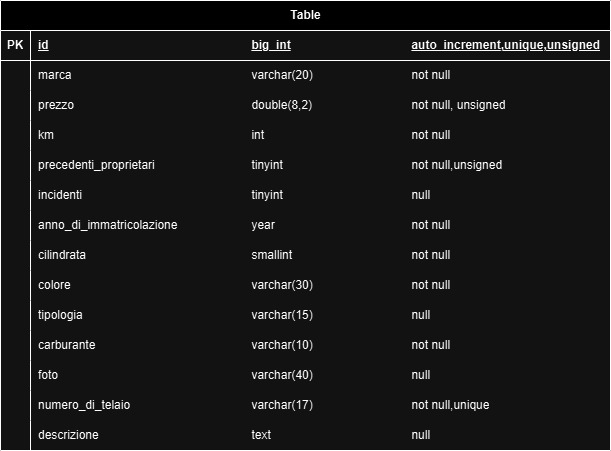 Table
PK id big_int auto_increment,unique,unsigned
marca varchar(20) not null
prezzo double(8,2) not null, unsigned
km int not null
precedenti_proprietari tinyint not null,unsigned
incidenti tinyint null
anno_di_immatricolazione year not null
cilindrata smallint not null
colore varchar(30) not null
tipologia varchar(15) null
carburante varchar(10) not null
foto varchar(40) null
numero_di_telaio varchar(17) not null,unique
descrizione text null